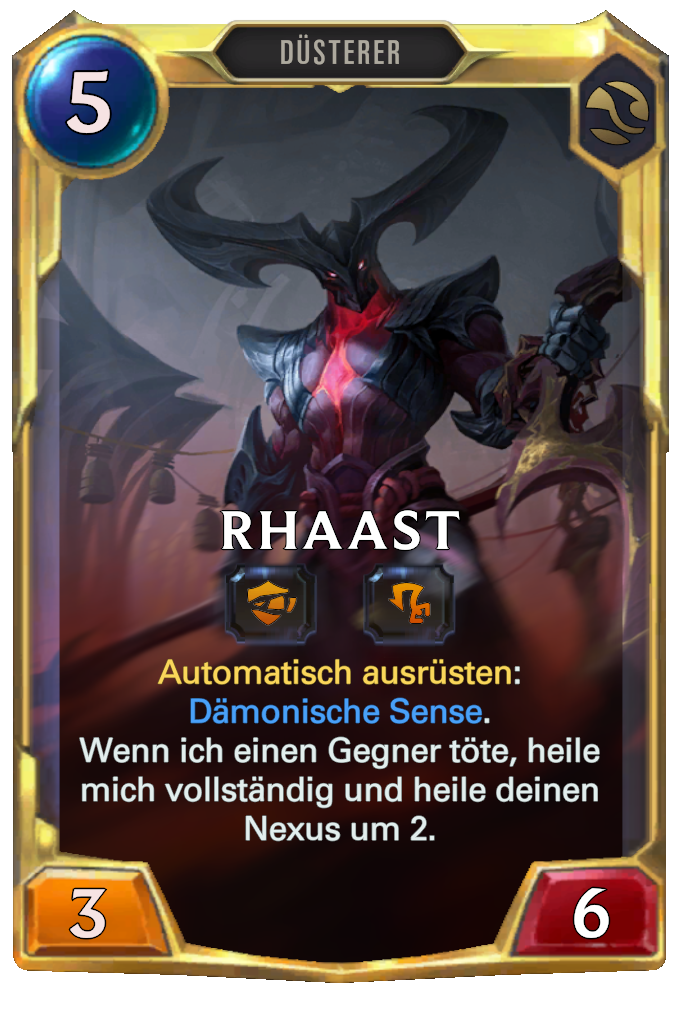 DÜSTERER
5
RHAAST
Automatisch ausrüsten:
Dämonische Sense.
Wenn ich einen Gegner töte, heile
mich vollständig und heile deinen
Nexus um 2.
3
6